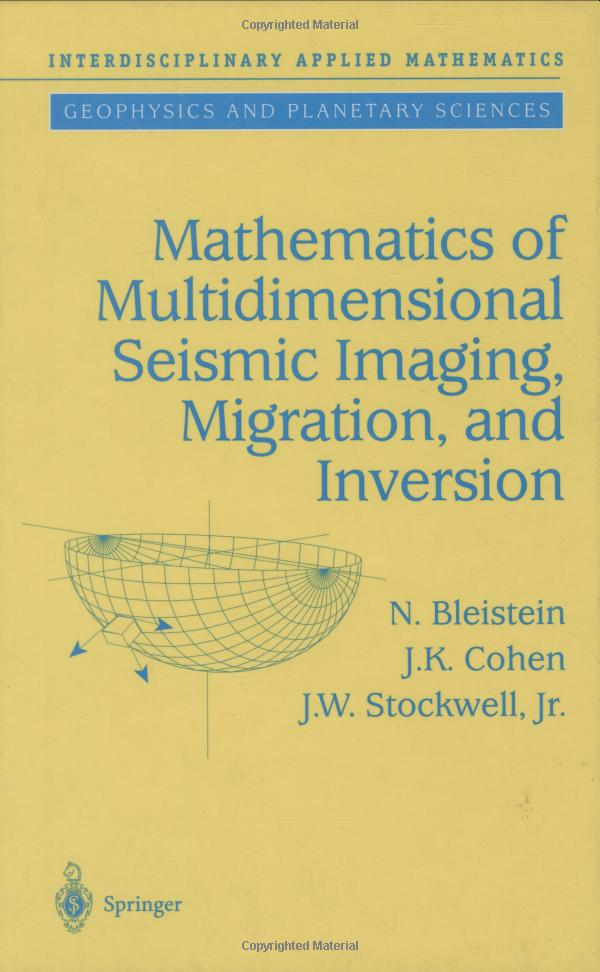 Copyrighted Material
INTERDISCIPLINARY APPLIED MATHEMATICS
GEOPHYSICS AND PLANETARY SCIENCES
Mathematics of
Multidimensional
Seismic Imaging,
Migration, and
Inversion
N. Bleistein
J.K. Cohen
J.W. Stockwell, Jr.
Springer
Copyrighted Material